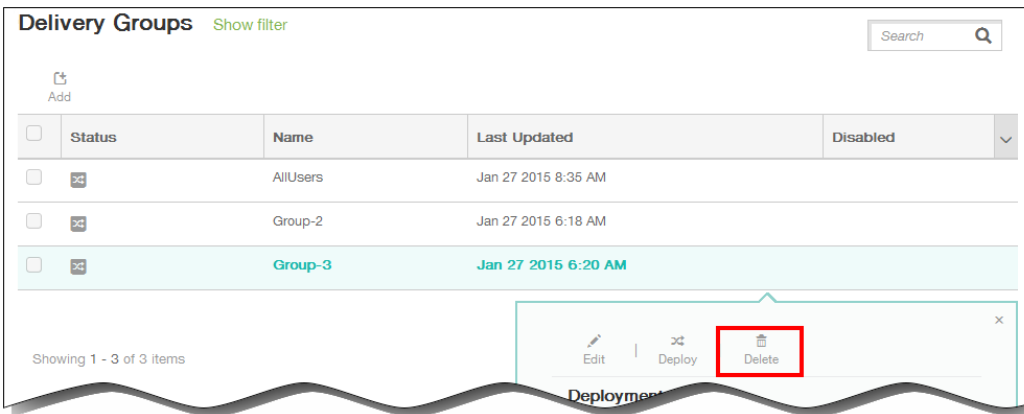 Delivery Groups Show filter
Search
Add
Status Name Last Updated Disabled
AllUsers Jan 27 2015 8:35 AM
Group-2 Jan 27 2015 6:18 AM
Group-3 Jan 27 2015 6:20 AM
Edit | Deploy Delete
Showing 1 - 3 of 3 items
Deployment